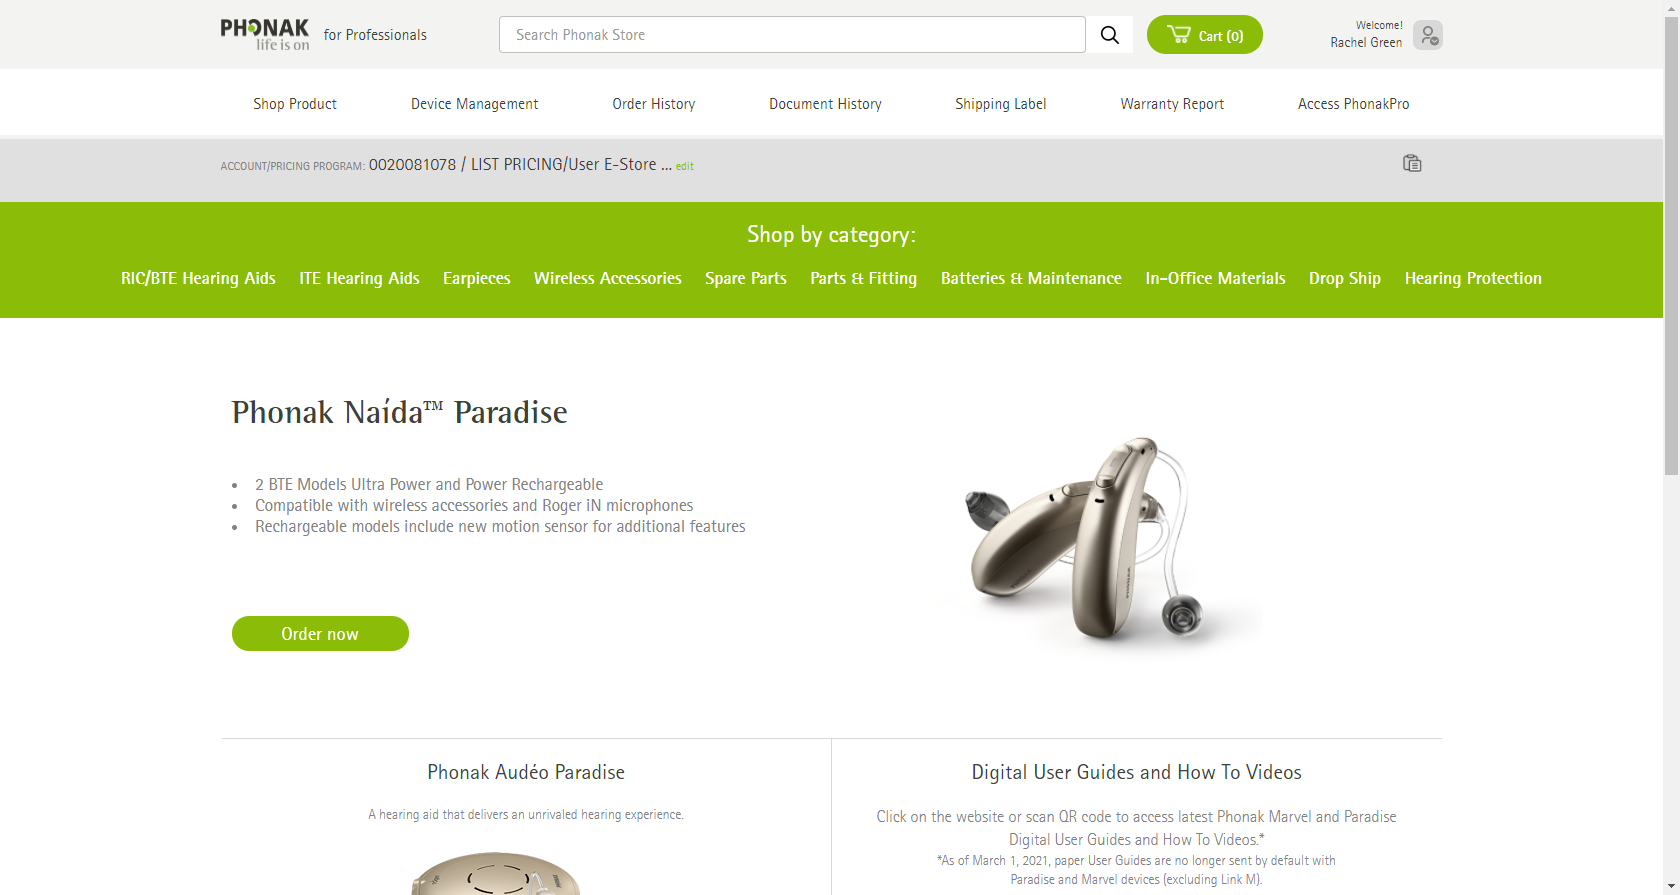 PHONAK
life is on
for Professionals
Search Phonak Store
Cart (0)
Welcome!
Rachel Green
Shop Product
Device Management
Order History
Document History
Shipping Label
Warranty Report
Access PhonakPro
ACCOUNT/PRICING PROGRAM: 0020081078 / LIST PRICING/User E-Store ... edit
Shop by category:
RIC/BTE Hearing Aids
ITE Hearing Aids
Earpieces
Wireless Accessories
Spare Parts
Parts & Fitting
Batteries & Maintenance
In-Office Materials
Drop Ship
Hearing Protection
Phonak Naída™ Paradise
• 2 BTE Models Ultra Power and Power Rechargeable
• Compatible with wireless accessories and Roger iN microphones
• Rechargeable models include new motion sensor for additional features
Order now
PHONAK
PHONAK
Phonak Audéo Paradise
A hearing aid that delivers an unrivaled hearing experience.
Digital User Guides and How To Videos
Click on the website or scan QR code to access latest Phonak Marvel and Paradise
Digital User Guides and How To Videos.*
*As of March 1, 2021, paper User Guides are no longer sent by default with
Paradise and Marvel devices (excluding Link M).